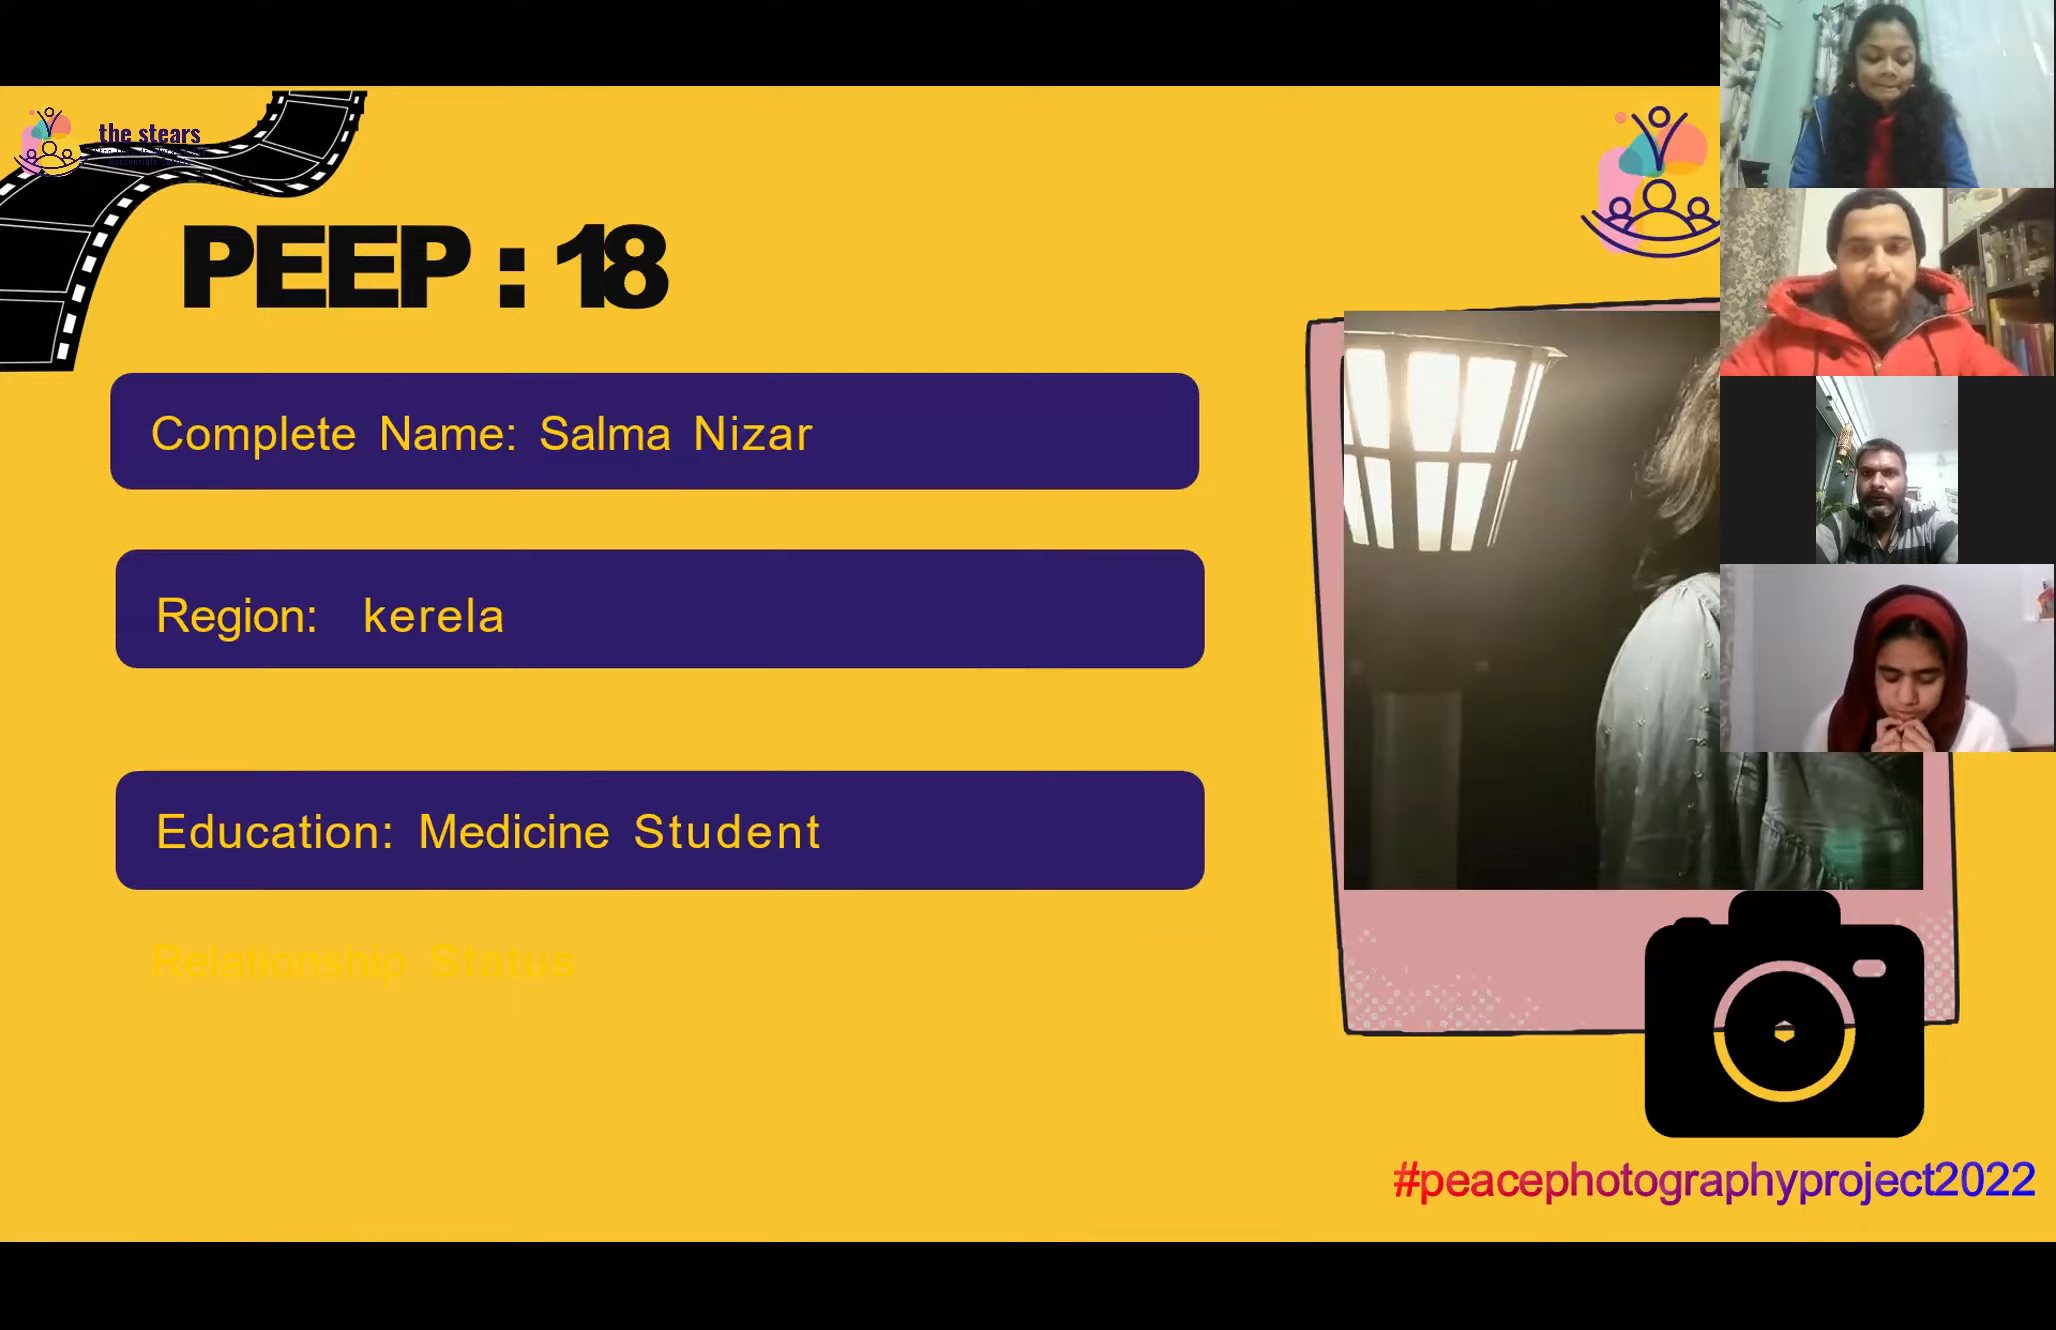 the stears
PEEP : 18
Complete Name: Salma Nizar
Region: kerela
Education: Medicine Student
Relationship Status
#peacephotographyproject2022